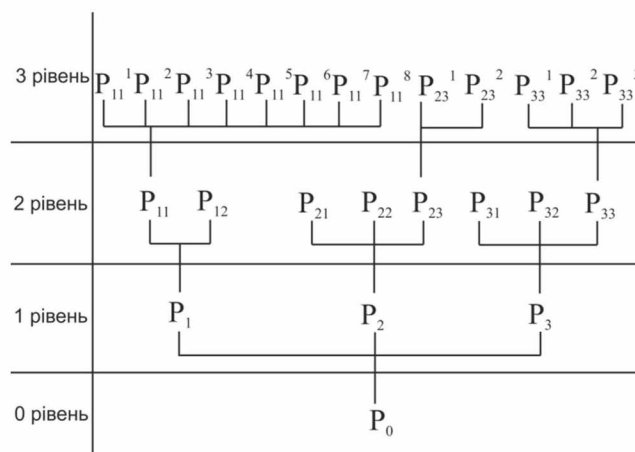 3 рівень P₁₁¹ P₁₁² P₁₁³ P₁₁⁴ P₁₁⁵ P₁₁⁶ P₁₁⁷ P₁₁⁸ P₂₃¹ P₂₃² P₃₃¹ P₃₃² P₃₃
2 рівень P₁₁ P₁₂ P₂₁ P₂₂ P₂₃ P₃₁ P₃₂ P₃₃
1 рівень P₁ P₂ P₃
0 рівень P₀